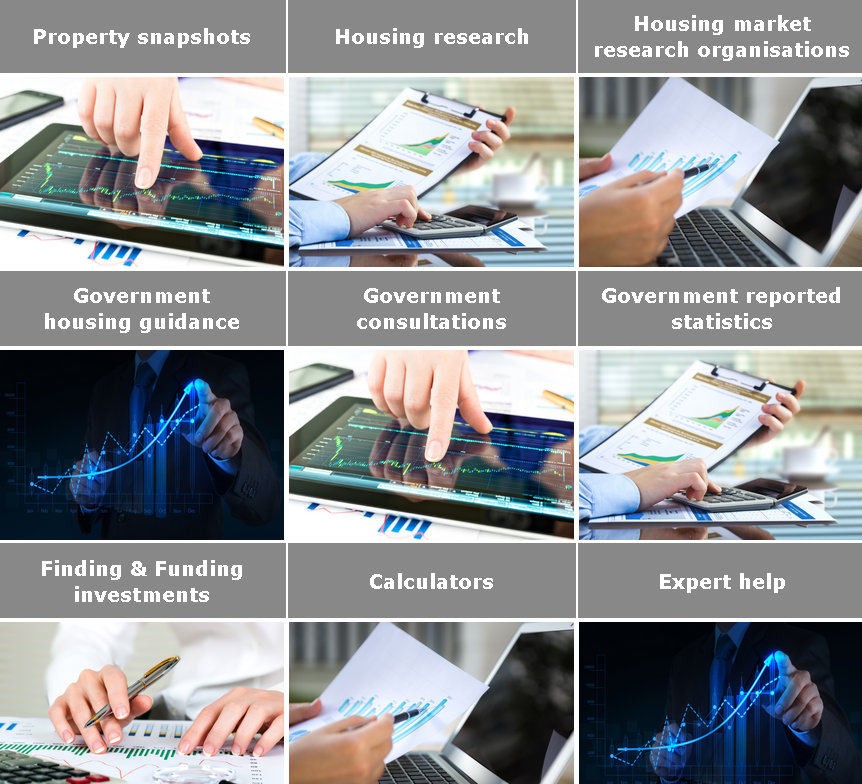 Property snapshots
Housing research
Housing market
research organisations
Government
housing guidance
Government
consultations
Government reported
statistics
Finding & Funding
investments
Calculators
Expert help